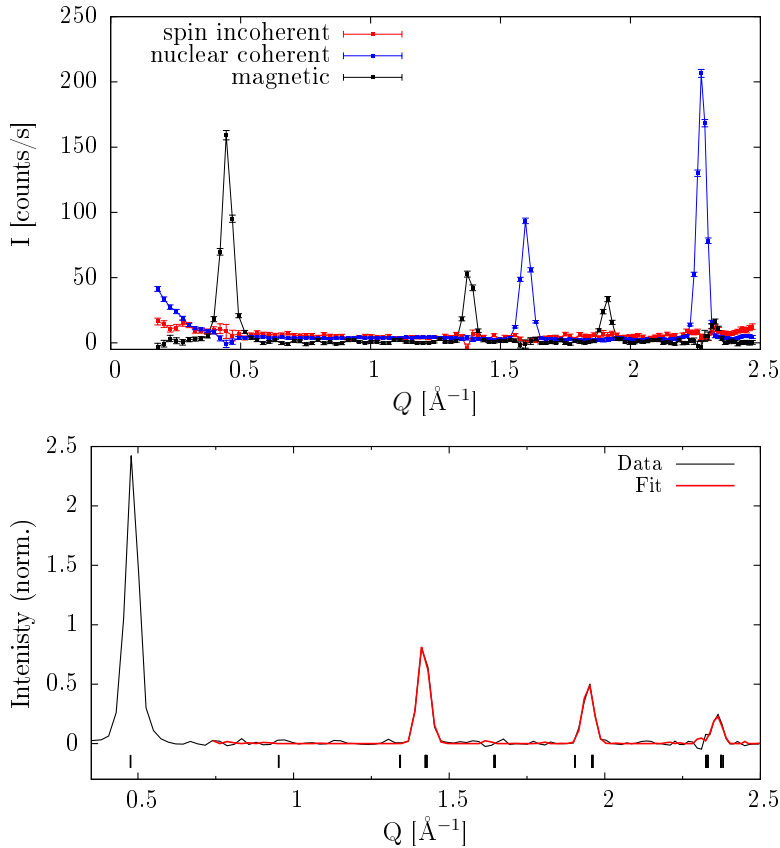 250
200
150
100
50
0
I [counts/s]
spin incoherent
nuclear coherent
magnetic
0 0.5 1 1.5 2 2.5
Q [Å⁻¹]
2.5
2
1.5
1
0.5
0
Intenisty (norm.)
Data
Fit
0.5 1 1.5 2 2.5
Q [Å⁻¹]